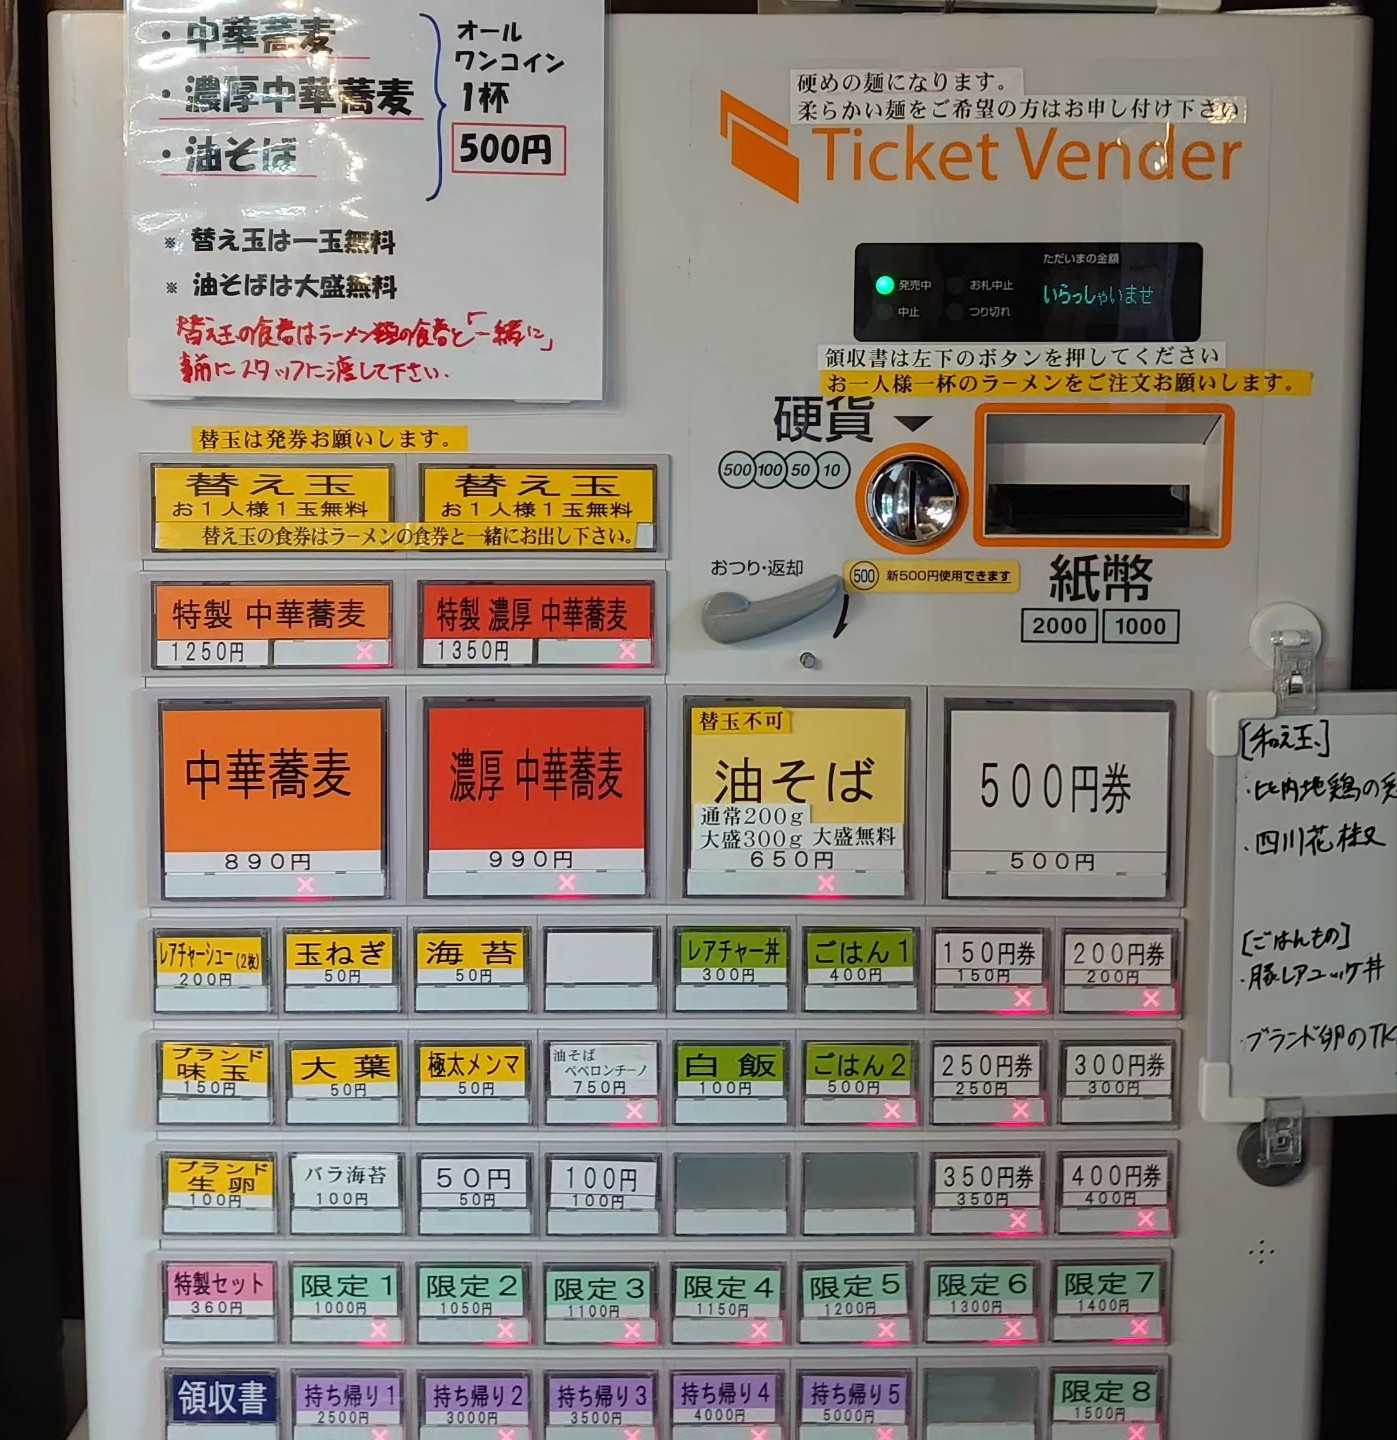 ・中華蕎麦
・濃厚中華蕎麦
・油そば
オール
ワンコイン
1杯
500円
※ 替え玉は一玉無料
※ 油そばは大盛無料
替え玉の食券はラーメンの食券と「一緒に」
事前にスタッフに渡して下さい.
硬めの麺になります。
柔らかい麺をご希望の方はお申し付け下さい
Ticket Vender
ただいまの金額
発売中 お札中止
中止 つり切れ
いらっしゃいませ
領収書は左下のボタンを押してください
お一人様一杯のラーメンをご注文お願いします。
硬貨
500 100 50 10
おつり・返却
500 新500円使用できます
紙幣
2000 1000
替玉は発券お願いします。
替え玉 替え玉
お1人様1玉無料 お1人様1玉無料
替え玉の食券はラーメンの食券と一緒にお出し下さい。
特製 中華蕎麦 特製 濃厚 中華蕎麦
1250円 1350円
中華蕎麦
890円
濃厚 中華蕎麦
990円
替玉不可
油そば
通常200g
大盛300g 大盛無料
650円
500円券
500円
レアチャーシュー(2枚) 玉ねぎ 海苔 レアチャー丼 ごはん1 150円券 200円券
200円 50円 50円 300円 400円 150円 200円
ブランド味玉 大葉 極太メンマ 油そばペペロンチーノ 白飯 ごはん2 250円券 300円券
150円 50円 50円 750円 100円 500円 250円 300円
ブランド生卵 バラ海苔 50円 100円 350円券 400円券
100円 100円 50円 100円 350円 400円
特製セット 限定1 限定2 限定3 限定4 限定5 限定6 限定7
360円 1000円 1050円 1100円 1150円 1200円 1300円 1400円
領収書 持ち帰り1 持ち帰り2 持ち帰り3 持ち帰り4 持ち帰り5 限定8
2500円 3000円 3500円 4000円 5000円 1500円
[和え玉]
・比内地鶏の
・四川花椒
[ごはんもの]
・豚レアユッケ丼
・ブランド卵のTK